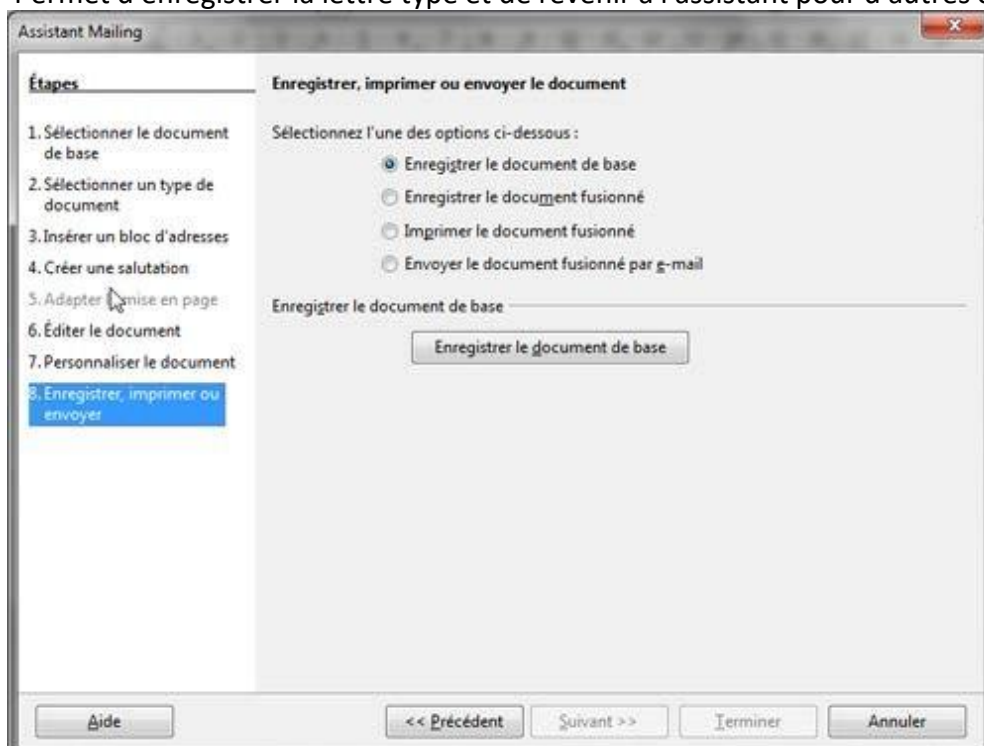 Permet d'enregistrer la lettre type et de revenir à l'assistant pour d'autres
Assistant Mailing
Étapes
1. Sélectionner le document
de base
2. Sélectionner un type de
document
3. Insérer un bloc d'adresses
4. Créer une salutation
5. Adapter mise en page
6. Éditer le document
7. Personnaliser le document
8. Enregistrer, imprimer ou
envoyer
Enregistrer, imprimer ou envoyer le document
Sélectionnez l'une des options ci-dessous :
Enregistrer le document de base
Enregistrer le document fusionné
Imprimer le document fusionné
Envoyer le document fusionné par e-mail
Enregistrer le document de base
Enregistrer le document de base
Aide
<< Précédent
Suivant >>
Terminer
Annuler